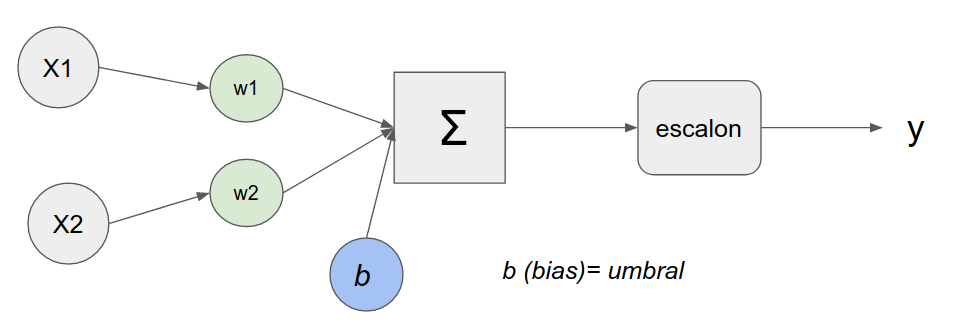 X1
w1
Σ
escalon
y
w2
X2
b
b (bias)= umbral